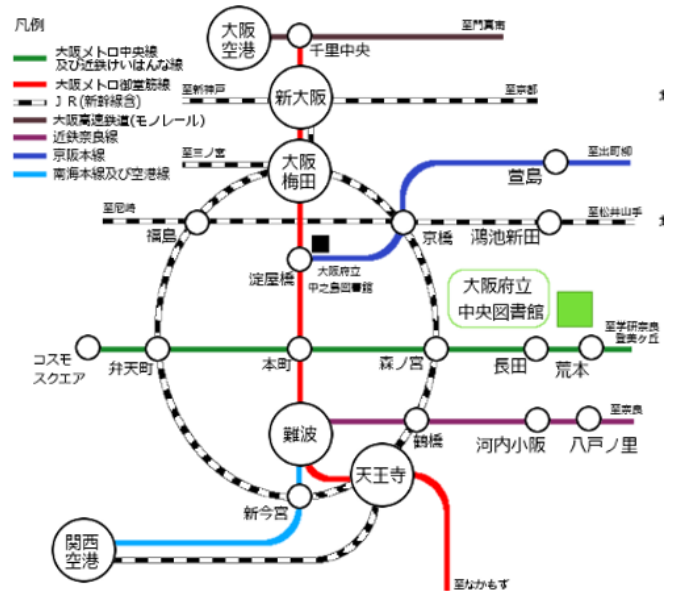 凡例
大阪メトロ中央線
及び近鉄けいはんな線
大阪メトロ御堂筋線
ＪＲ(新幹線含)
大阪高速鉄道(モノレール)
近鉄奈良線
京阪本線
南海本線及び空港線
大阪
空港
千里中央
至門真南
至新神戸
新大阪
至京都
至三ノ宮
大阪
梅田
至出町柳
萱島
至尼崎
福島
京橋
鴻池新田
至松井山手
淀屋橋
大阪府立
中之島図書館
大阪府立
中央図書館
至学研奈良
登美ヶ丘
コスモ
スクエア
弁天町
本町
森ノ宮
長田
荒本
難波
鶴橋
至奈良
河内小阪
八戸ノ里
天王寺
新今宮
関西
空港
至なかもず